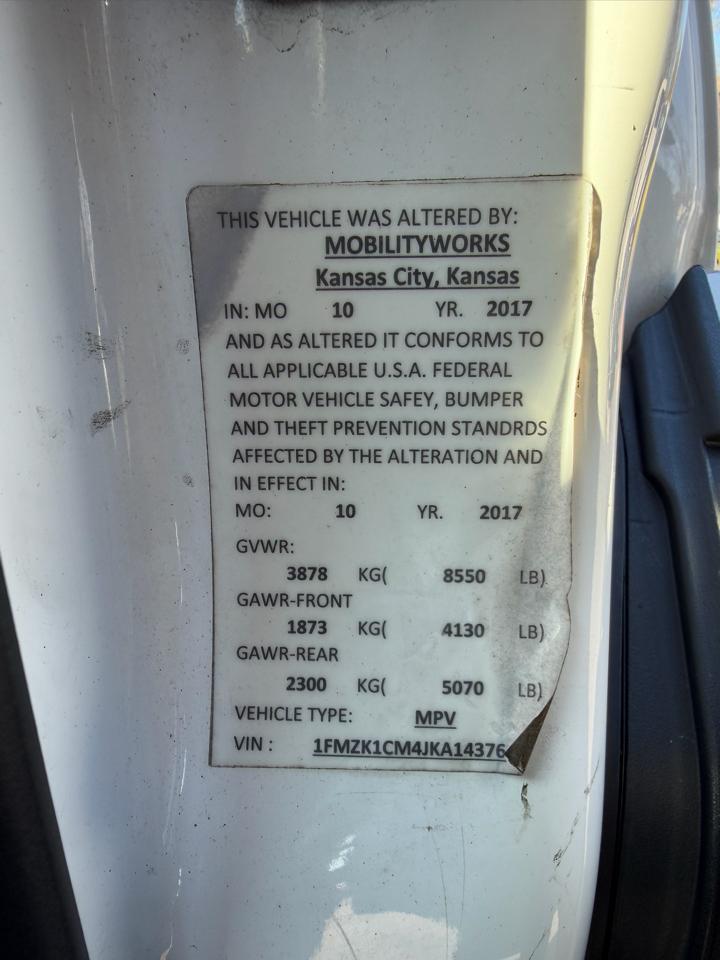 THIS VEHICLE WAS ALTERED BY:
MOBILITYWORKS
Kansas City, Kansas
IN: MO 10 YR. 2017
AND AS ALTERED IT CONFORMS TO
ALL APPLICABLE U.S.A. FEDERAL
MOTOR VEHICLE SAFEY, BUMPER
AND THEFT PREVENTION STANDRDS
AFFECTED BY THE ALTERATION AND
IN EFFECT IN:
MO: 10 YR. 2017
GVWR:
3878 KG( 8550 LB)
GAWR-FRONT
1873 KG( 4130 LB)
GAWR-REAR
2300 KG( 5070 LB)
VEHICLE TYPE: MPV
VIN : 1FMZK1CM4JKA14376